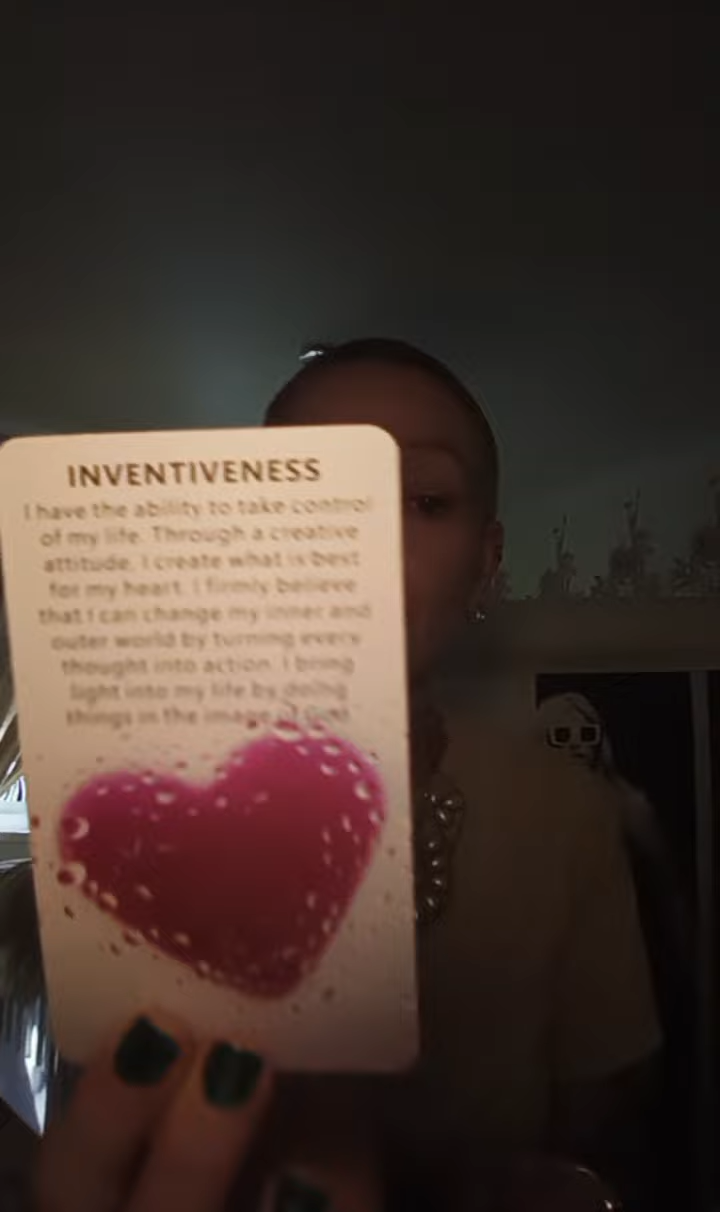 INVENTIVENESS
I have the ability to take control
of my life. Through a creative
attitude, I create what is best
for my heart. I firmly believe
that I can change my inner and
outer world by turning every
thought into action. I bring
light into my life by doing
things in the image of